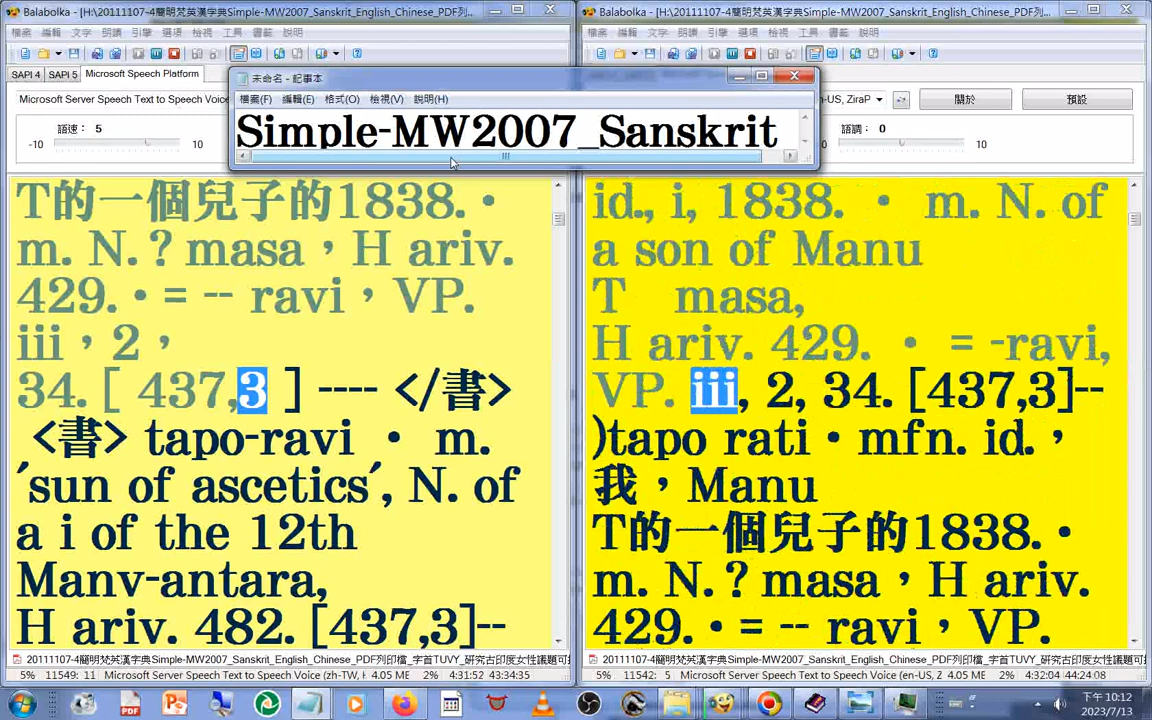 Balabolka - [H:\20111107-4簡明梵英漢字典Simple-MW2007_Sanskrit_English_Chinese_PDF列...
檔案 編輯 文字 朗讀 引擎 選項 檢視 工具 書籤 說明
SAPI 4 SAPI 5 Microsoft Speech Platform
Microsoft Server Speech Text to Speech Voice
語速: 5
-10 10
T的一個兒子的1838.•
m. N.?masa,H ariv.
429.•= -- ravi,VP.
iii,2,
34. [ 437,3 ] ---- </書>
<書> tapo-ravi • m.
´sun of ascetics´, N. of
a i of the 12th
Manv-antara,
H ariv. 482. [437,3]--
20111107-4簡明梵英漢字典Simple-MW2007_Sanskrit_English_Chinese_PDF列印檔_字首TUVY_研究古印度女性議題可
5% 11549: 11 Microsoft Server Speech Text to Speech Voice (zh-TW, H 4.05 ME 2% 4:31:52 43:34:35
未命名 - 記事本
檔案(F) 編輯(E) 格式(O) 檢視(V) 說明(H)
Simple-MW2007_Sanskrit
Balabolka - [H:\20111107-4簡明梵英漢字典Simple-MW2007_Sanskrit_English_Chinese_PDF列...
檔案 編輯 文字 朗讀 引擎 選項 檢視 工具 書籤 說明
n-US, ZiraP 關於 預設
語調: 0
10
id., i, 1838. • m. N. of
a son of Manu
T masa,
H ariv. 429. • = -ravi,
VP. iii, 2, 34. [437,3]--
)tapo rati•mfn. id.,
我,Manu
T的一個兒子的1838.•
m. N.?masa,H ariv.
429.•= -- ravi,VP.
20111107-4簡明梵英漢字典Simple-MW2007_Sanskrit_English_Chinese_PDF列印檔_字首TUVY_研究古印度女性議題可
5% 11542: 5 Microsoft Server Speech Text to Speech Voice (en-US, Z 4.05 ME 2% 4:32:04 44:24:08
下午 10:12
2023/7/13